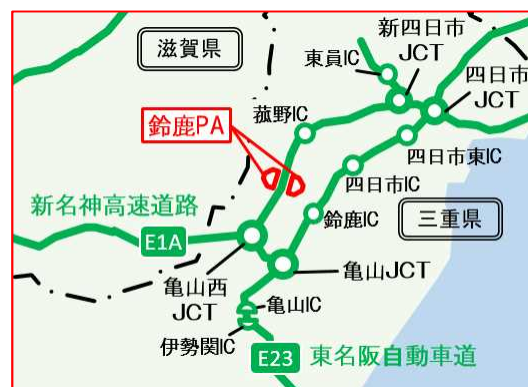 滋賀県
新四日市
JCT
東員IC
四日市
JCT
菰野IC
鈴鹿PA
四日市東IC
四日市IC
新名神高速道路
鈴鹿IC
三重県
E1A
亀山西
JCT
亀山JCT
亀山IC
伊勢関IC
E23
東名阪自動車道